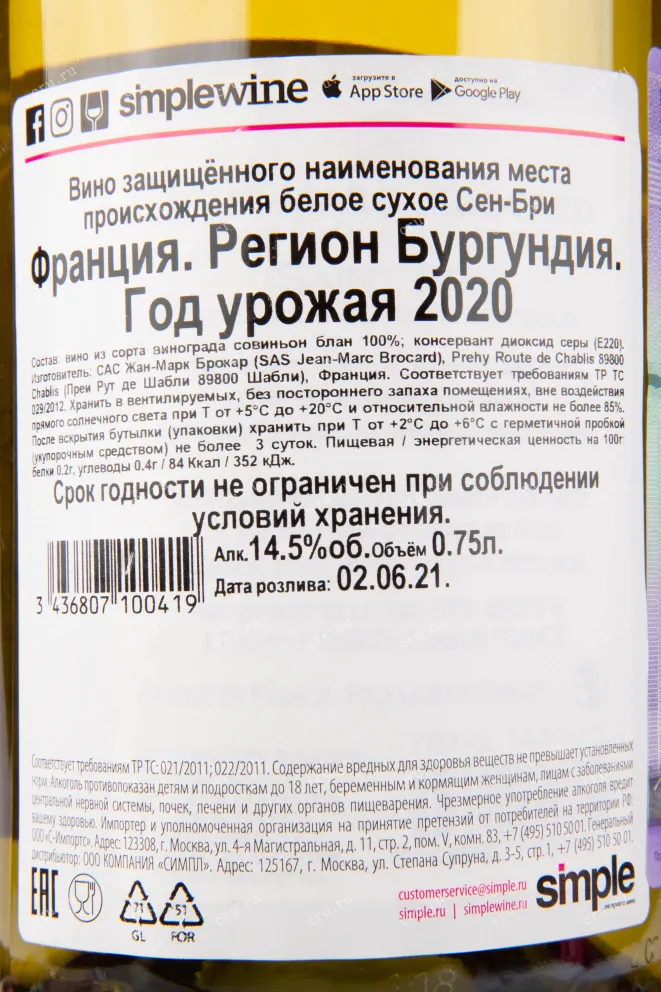 simplewine загрузите в App Store доступно на Google Play
Вино защищённого наименования места
происхождения белое сухое Сен-Бри
Франция. Регион Бургундия.
Год урожая 2020
Состав: вино из сорта винограда совиньон блан 100%; консервант диоксид серы (Е220).
Изготовитель: САС Жан-Марк Брокар (SAS Jean-Marc Brocard), Prehy Route de Chablis 89800
Chablis (Преи Рут де Шабли 89800 Шабли), Франция. Соответствует требованиям ТР ТС
029/2012. Хранить в вентилируемых, без постороннего запаха помещениях, вне воздействия
прямого солнечного света при Т от +5°C до +20°C и относительной влажности не более 85%.
После вскрытия бутылки (упаковки) хранить при Т от +2°C до +6°C с герметичной пробкой
(укупорочным средством) не более 3 суток. Пищевая / энергетическая ценность на 100г:
белки 0.2г, углеводы 0.4г / 84 Ккал / 352 кДж.
Срок годности не ограничен при соблюдении
условий хранения.
Алк.14.5%об.Объём 0.75л.
Дата розлива: 02.06.21.
3 436807 100419
Соответствует требованиям ТР ТС: 021/2011; 022/2011. Содержание вредных для здоровья веществ не превышает установленных
норм. Алкоголь противопоказан детям и подросткам до 18 лет, беременным и кормящим женщинам, лицам с заболеваниями
центральной нервной системы, почек, печени и других органов пищеварения. Чрезмерное употребление алкоголя вредит
вашему здоровью. Импортер и уполномоченная организация на принятие претензий от потребителей на территории РФ:
ООО «С-Импорт». Адрес: 123308, г. Москва, ул. 4-я Магистральная, д. 11, стр. 2, пом. V, комн. 83, +7 (495) 510 50 01. Генеральный
дистрибьютор: ООО КОМПАНИЯ «СИМПЛ». Адрес: 125167, г. Москва, ул. Степана Супруна, д. 3-5, стр. 1, +7 (495) 510 50 01.
EAC
71
GL
51
FOR
customerservice@simple.ru
simple.ru | simplewine.ru
simple